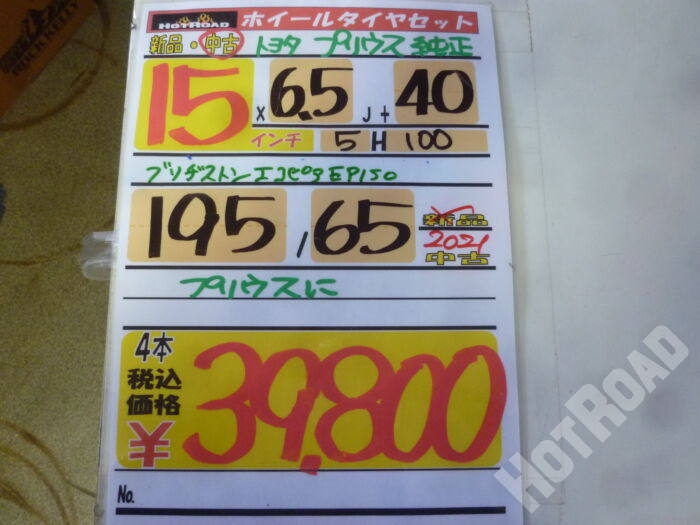 HOTROAD ホイールタイヤセット
新品・中古 トヨタ プリウス 純正
15 × 6.5 J + 40
インチ 5 H 100
ブリヂストン エコピア EP150
195 / 65 新品
2021
中古
プリウスに
4本
税込
価格
¥ 39,800
No.
HOTROAD